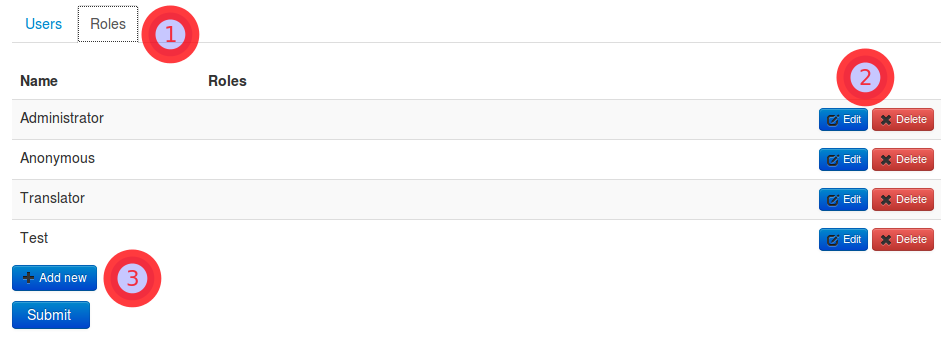 Users Roles 1
Name Roles 2
Administrator Edit Delete
Anonymous Edit Delete
Translator Edit Delete
Test Edit Delete
Add new 3
Submit